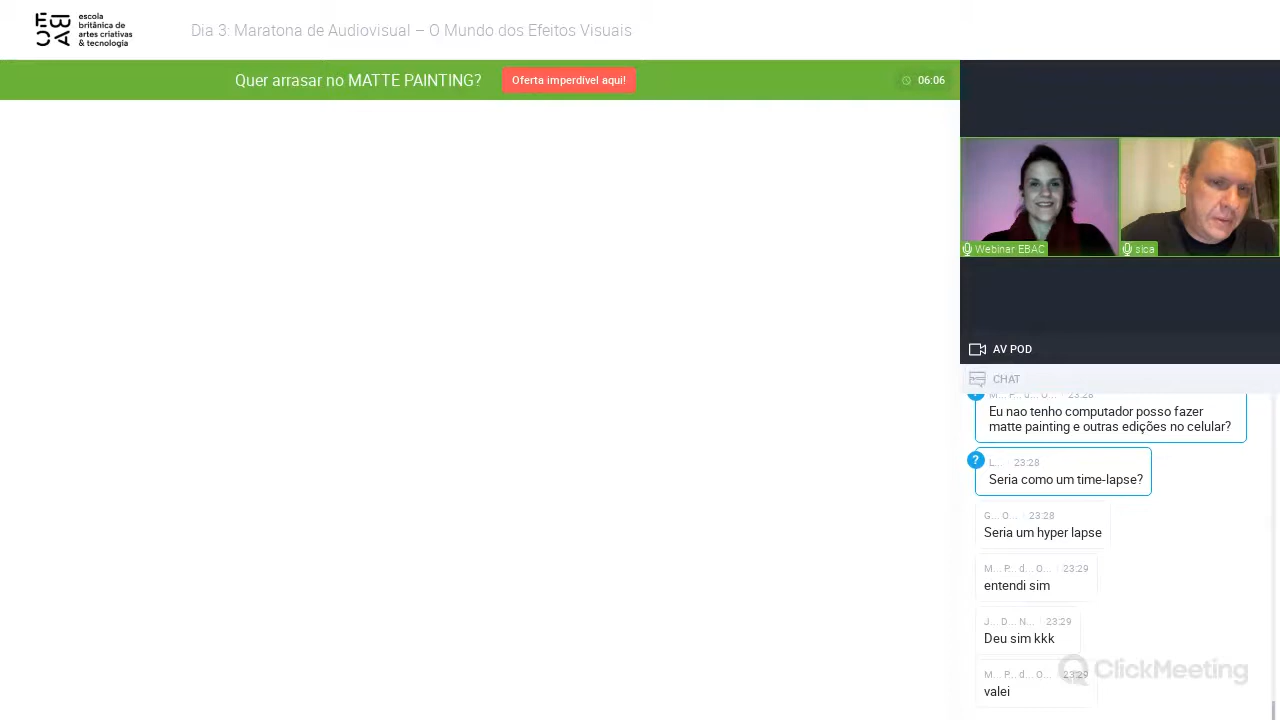 escola
britânica de
artes criativas
& tecnologia
Dia 3: Maratona de Audiovisual – O Mundo dos Efeitos Visuais
Quer arrasar no MATTE PAINTING?
Oferta imperdível aqui!
06:06
Webinar EBAC
sica
AV POD
CHAT
M... P... d... O... 23:28
Eu nao tenho computador posso fazer
matte painting e outras edições no celular?
?
L... 23:28
Seria como um time-lapse?
G... O... 23:28
Seria um hyper lapse
M... P... d... O... 23:29
entendi sim
J... D... N... 23:29
Deu sim kkk
M... P... d... O... 23:29
valei
ClickMeeting